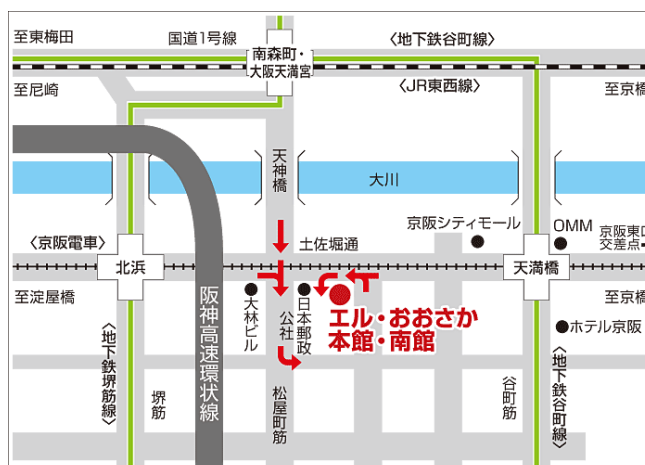 至東梅田
国道1号線
南森町・
大阪天満宮
〈地下鉄谷町線〉
至尼崎
〈JR東西線〉
至京橋
天神橋
大川
京阪シティモール
OMM
京阪東口
交差点
〈京阪電車〉
土佐堀通
北浜
天満橋
至淀屋橋
至京橋
大林ビル
公社
日本郵政
エル・おおさか
本館・南館
ホテル京阪
阪神高速環状線
〈地下鉄堺筋線〉
堺筋
松屋町筋
谷町筋
〈地下鉄谷町線〉